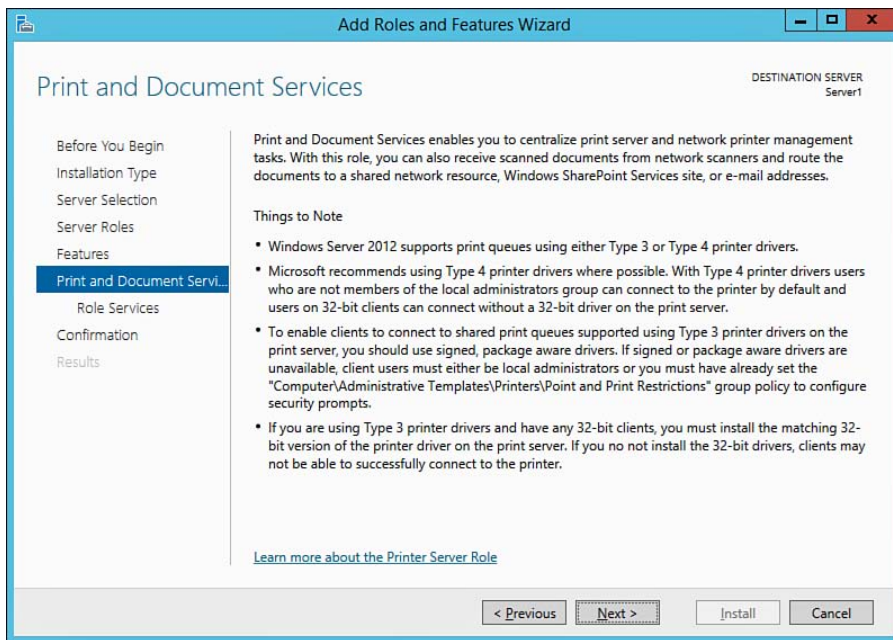 Add Roles and Features Wizard
Print and Document Services
DESTINATION SERVER
Server1
Before You Begin
Installation Type
Server Selection
Server Roles
Features
Print and Document Servi...
Role Services
Confirmation
Results
Print and Document Services enables you to centralize print server and network printer management
tasks. With this role, you can also receive scanned documents from network scanners and route the
documents to a shared network resource, Windows SharePoint Services site, or e-mail addresses.
Things to Note
• Windows Server 2012 supports print queues using either Type 3 or Type 4 printer drivers.
• Microsoft recommends using Type 4 printer drivers where possible. With Type 4 printer drivers users
who are not members of the local administrators group can connect to the printer by default and
users on 32-bit clients can connect without a 32-bit driver on the print server.
• To enable clients to connect to shared print queues supported using Type 3 printer drivers on the
print server, you should use signed, package aware drivers. If signed or package aware drivers are
unavailable, client users must either be local administrators or you must have already set the
"Computer\Administrative Templates\Printers\Point and Print Restrictions" group policy to configure
security prompts.
• If you are using Type 3 printer drivers and have any 32-bit clients, you must install the matching 32-
bit version of the printer driver on the print server. If you no not install the 32-bit drivers, clients may
not be able to successfully connect to the printer.
Learn more about the Printer Server Role
< Previous
Next >
Install
Cancel